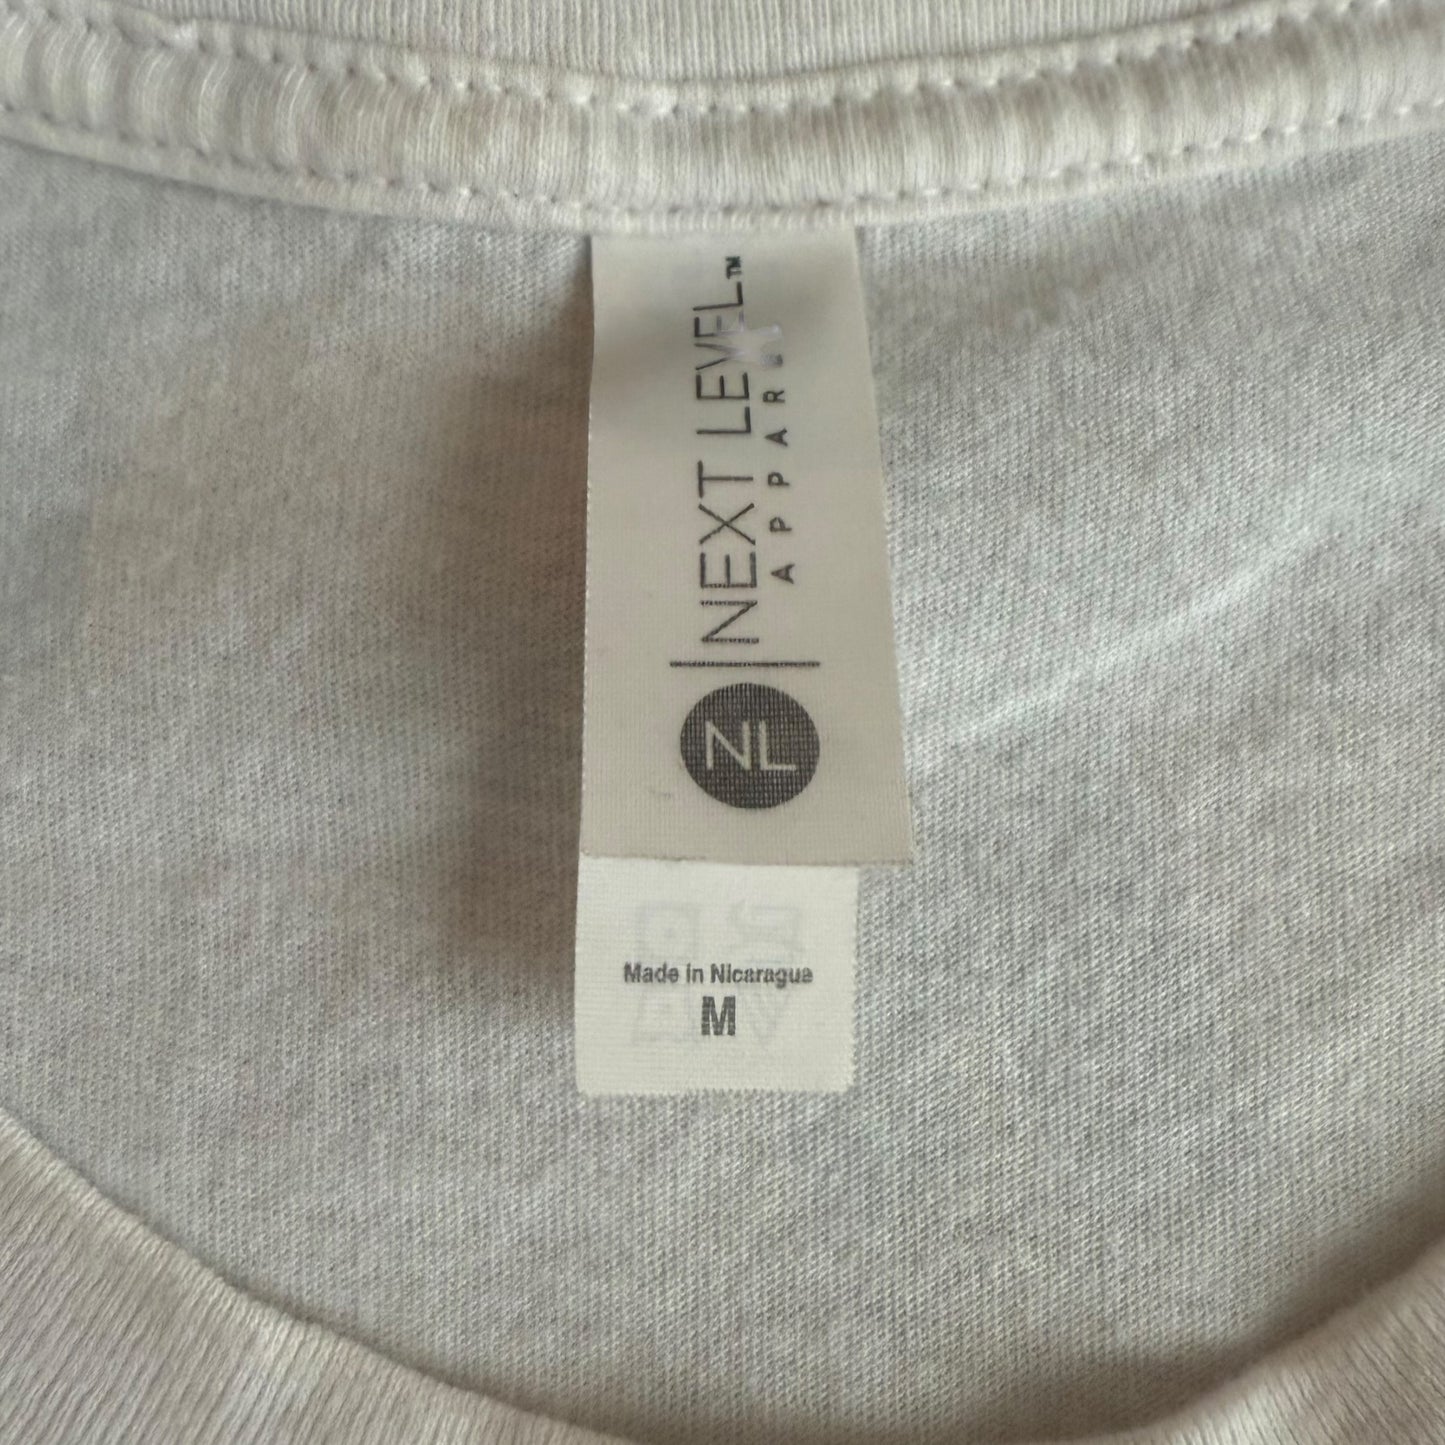 NEXT LEVEL™
APPAREL
NL
Made in Nicaragua
M